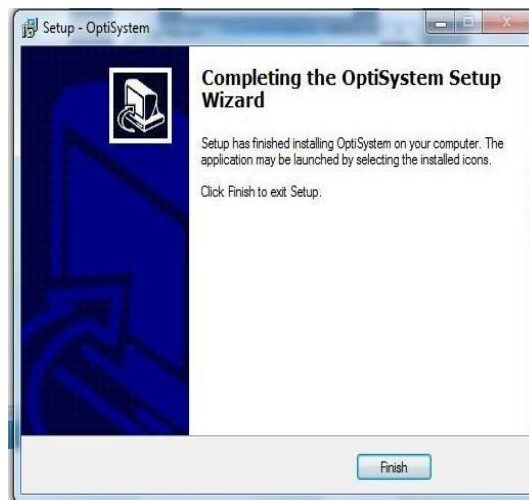 Setup - OptiSystem
Completing the OptiSystem Setup
Wizard
Setup has finished installing OptiSystem on your computer. The
application may be launched by selecting the installed icons.
Click Finish to exit Setup.
Finish